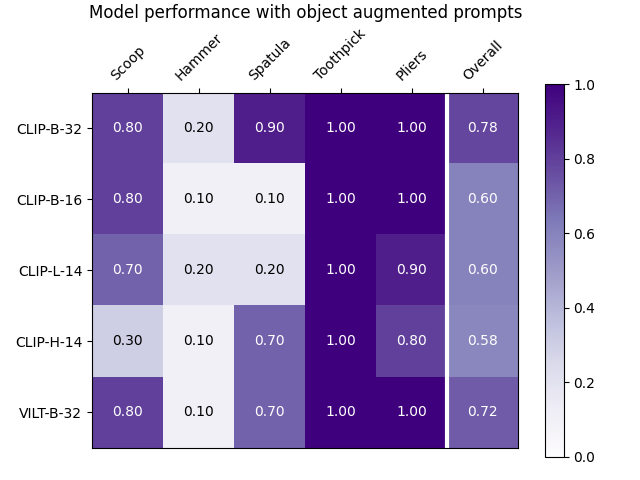 Model performance with object augmented prompts
Scoop Hammer Spatula Toothpick Pliers Overall
CLIP-B-32 0.80 0.20 0.90 1.00 1.00 0.78
CLIP-B-16 0.80 0.10 0.10 1.00 1.00 0.60
CLIP-L-14 0.70 0.20 0.20 1.00 0.90 0.60
CLIP-H-14 0.30 0.10 0.70 1.00 0.80 0.58
VILT-B-32 0.80 0.10 0.70 1.00 1.00 0.72
1.0
0.8
0.6
0.4
0.2
0.0